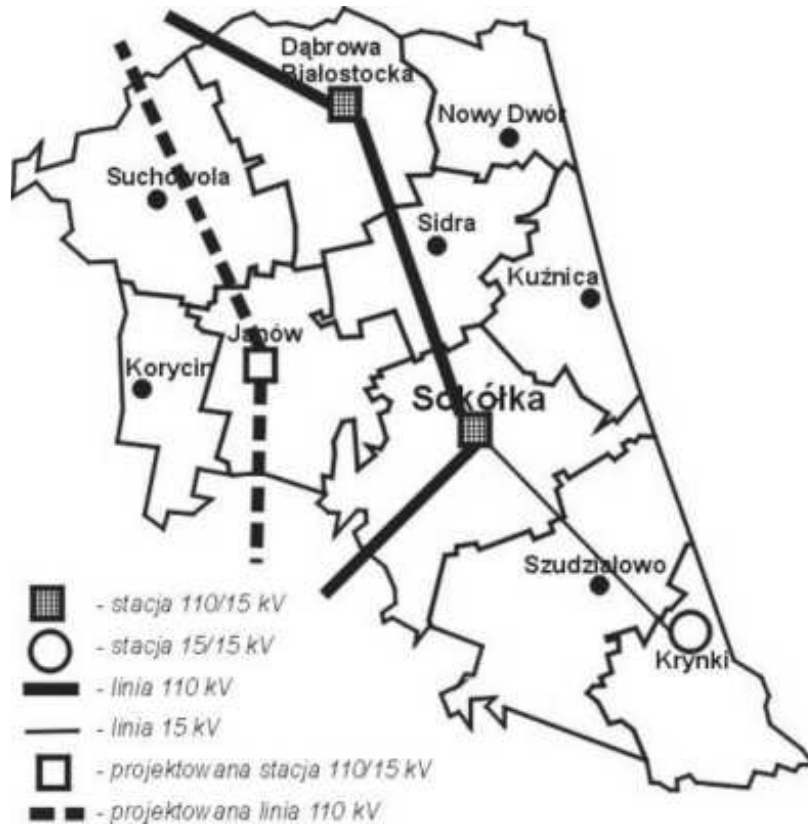 Dąbrowa
Białostocka
Nowy Dwór
Suchowola
Sidra
Kuźnica
Janów
Korycin
Sokółka
Szudziałowo
Krynki
- stacja 110/15 kV
- stacja 15/15 kV
- linia 110 kV
- linia 15 kV
- projektowana stacja 110/15 kV
- projektowana linia 110 kV